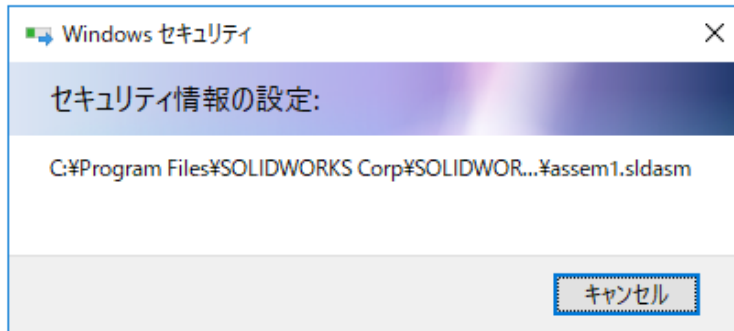 Windows セキュリティ
セキュリティ情報の設定:
C:¥Program Files¥SOLIDWORKS Corp¥SOLIDWOR...¥assem1.sldasm
キャンセル